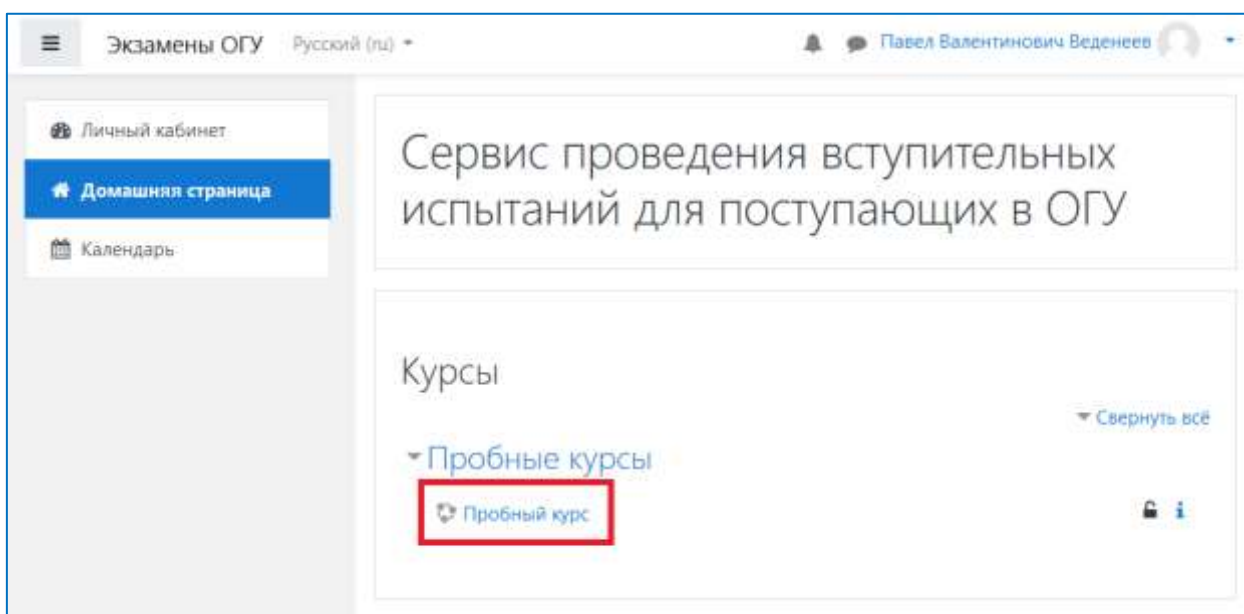 Экзамены ОГУ Русский (ru) Павел Валентинович Веденеев
Личный кабинет
Домашняя страница
Календарь
Сервис проведения вступительных
испытаний для поступающих в ОГУ
Курсы
Свернуть всё
Пробные курсы
Пробный курс